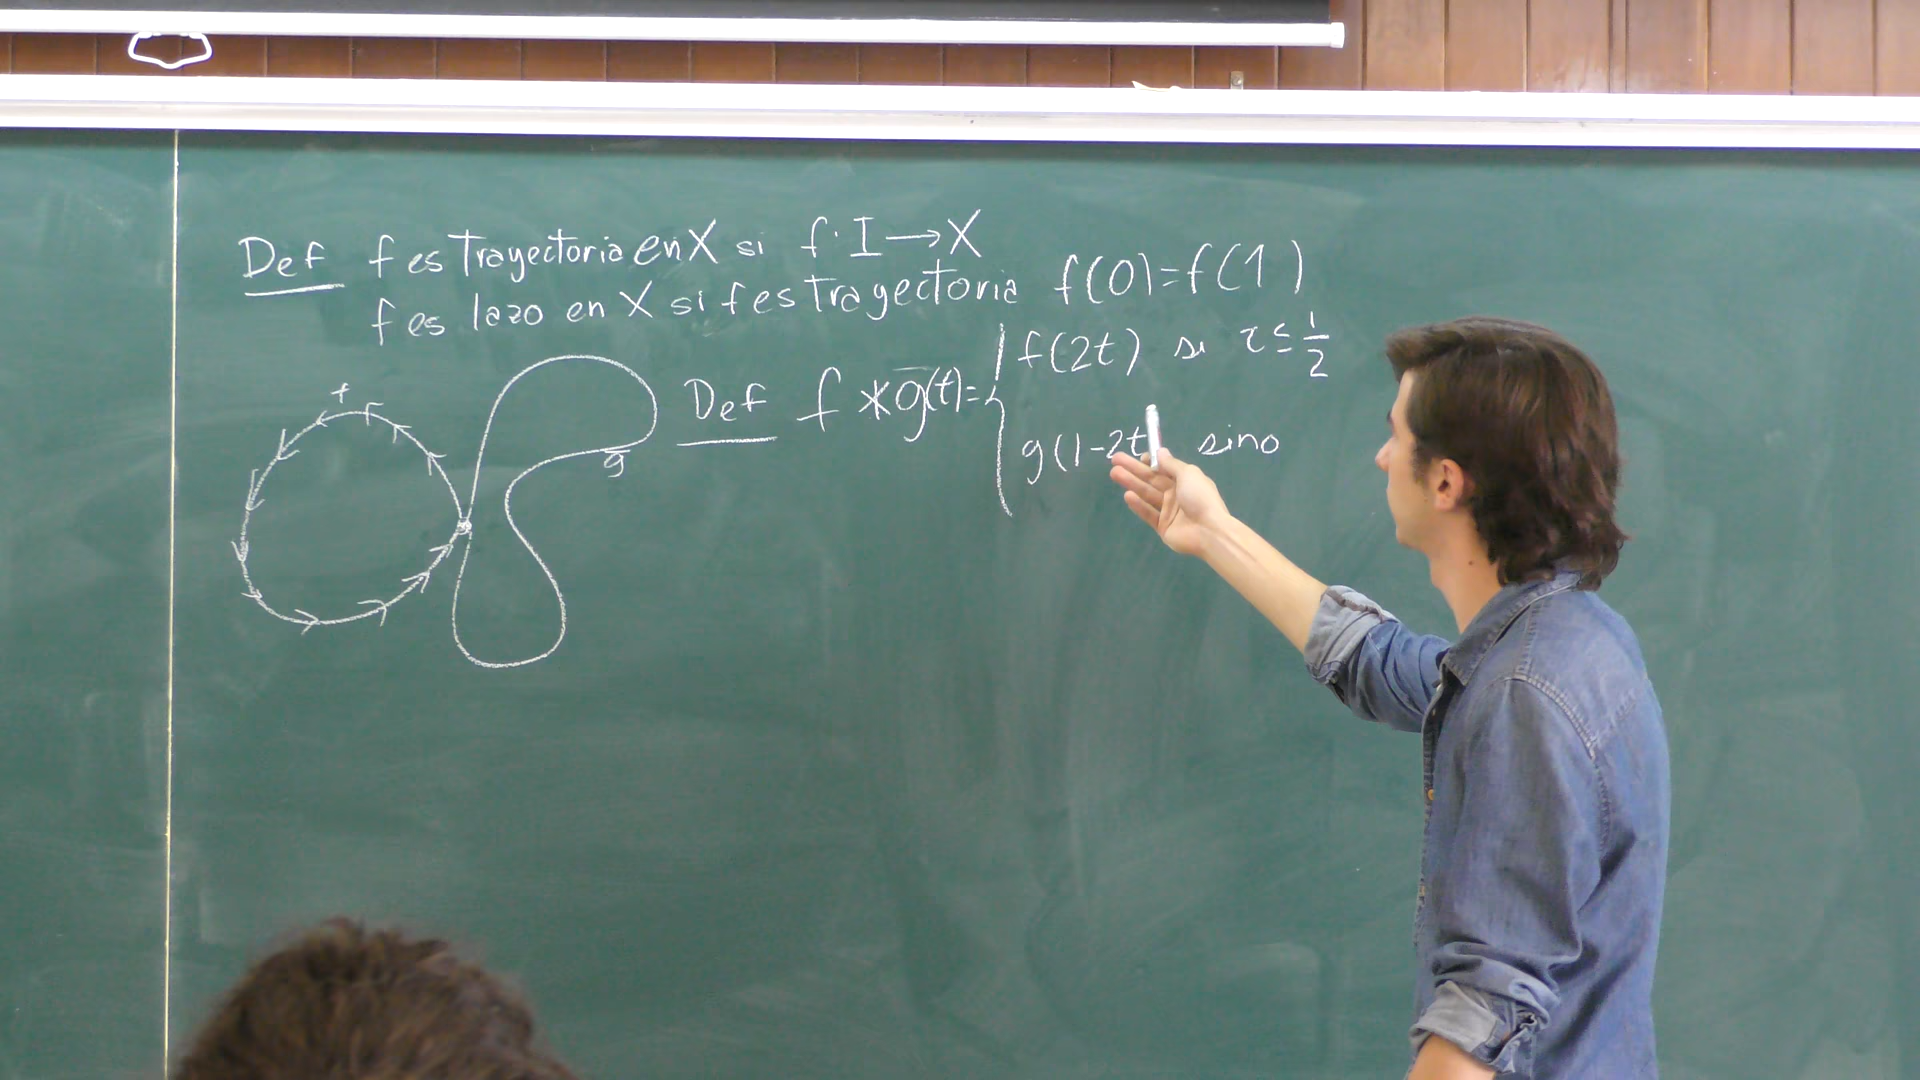 Def f es Trayectoria en X si f: I → X
f es lazo en X si f es Trayectoria f(0)=f(1)
Def f * g(t) = { f(2t) si t ≤ 1/2
g(1-2t) sino
f
g